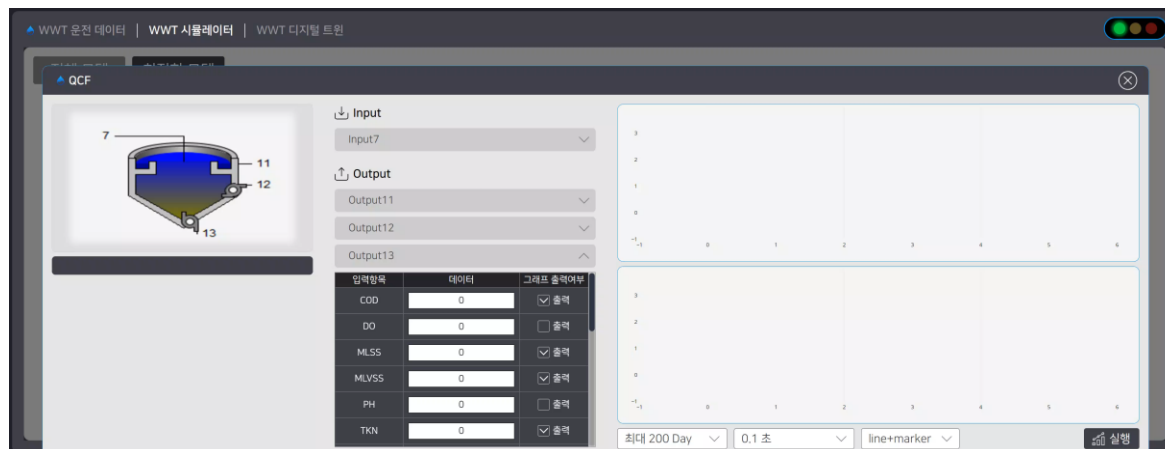 WWT 운전 데이터 | WWT 시뮬레이터 | WWT 디지털 트윈
QCF
7
11
12
13
Input
Input7
Output
Output11
Output12
Output13
입력항목 데이터 그래프 출력여부
COD 0 출력
DO 0 출력
MLSS 0 출력
MLVSS 0 출력
PH 0 출력
TKN 0 출력
3
2
1
0
-1
-1 0 1 2 3 4 5 6
3
2
1
0
-1
-1 0 1 2 3 4 5 6
최대 200 Day 0.1 초 line+marker 실행